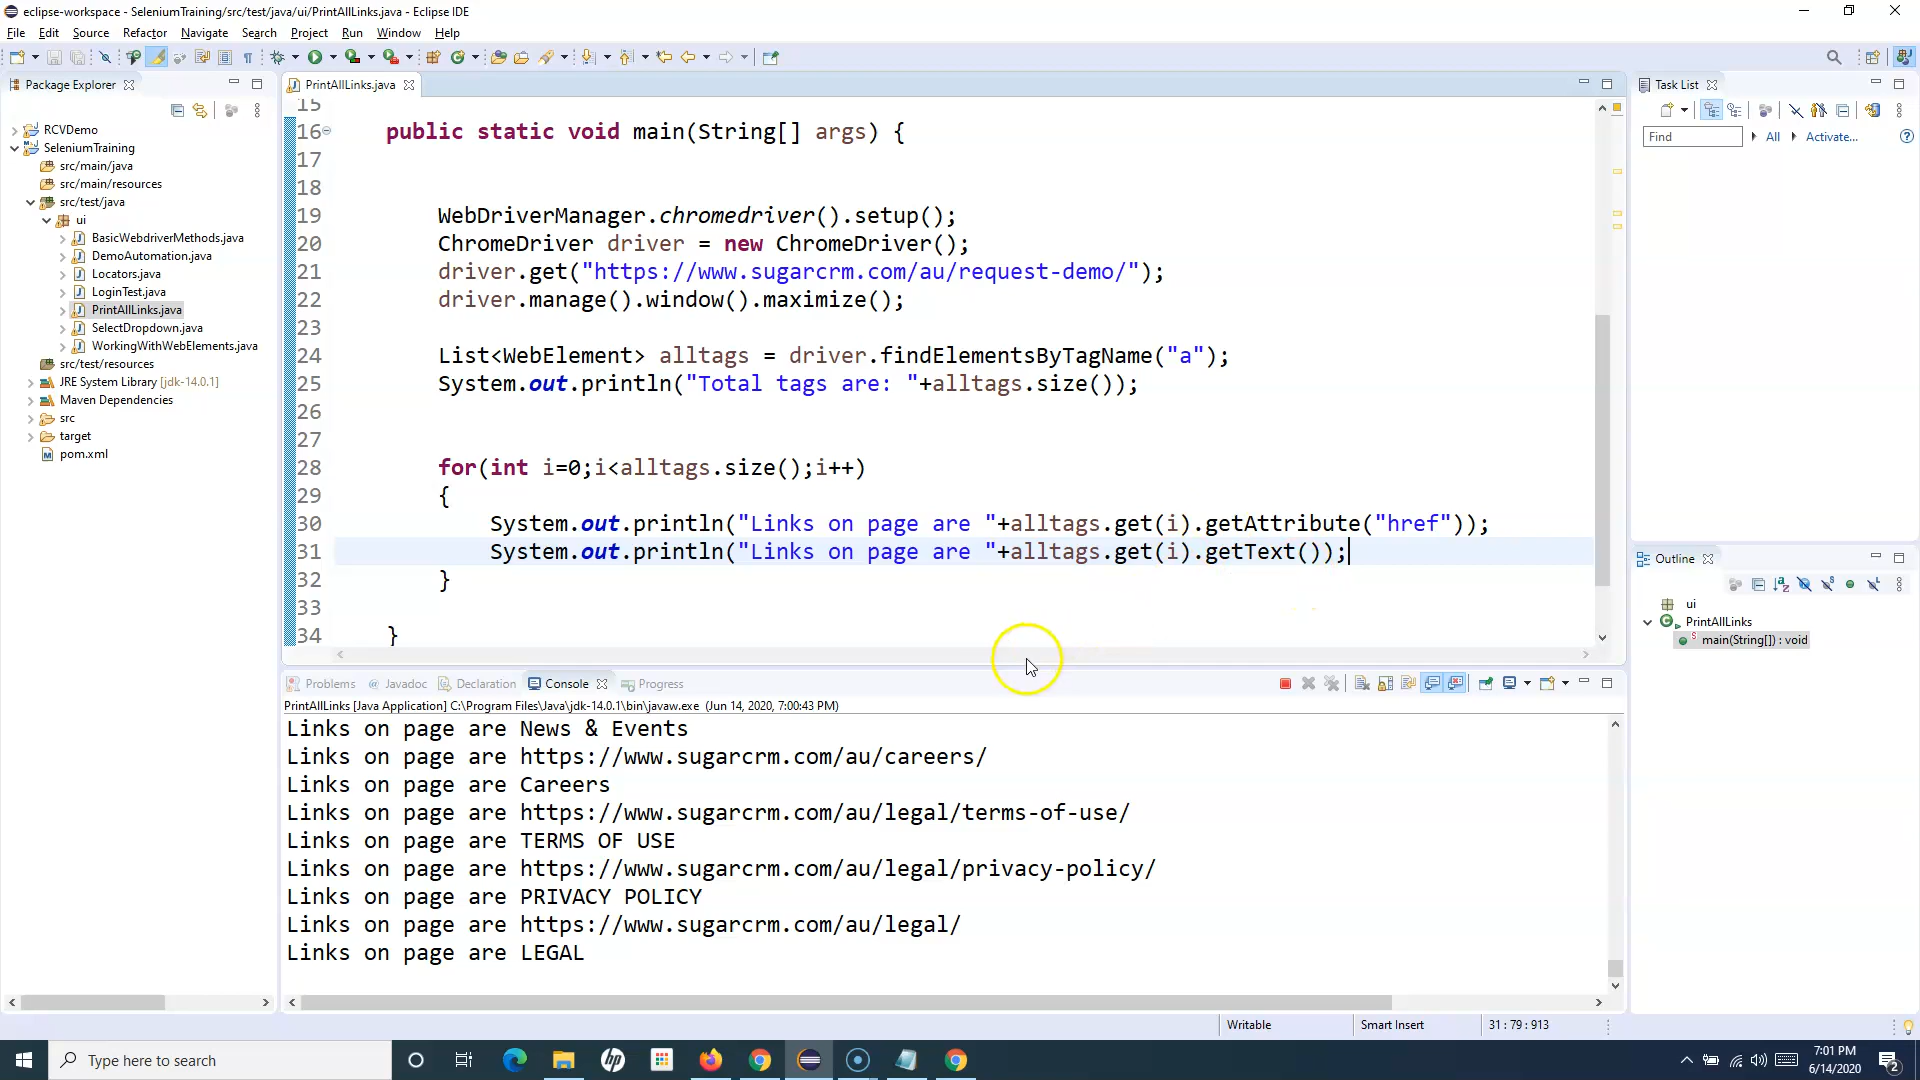 eclipse-workspace - SeleniumTraining/src/test/java/ui/PrintAllLinks.java - Eclipse IDE
File Edit Source Refactor Navigate Search Project Run Window Help
Package Explorer
RCVDemo
SeleniumTraining
src/main/java
src/main/resources
src/test/java
ui
BasicWebdriverMethods.java
DemoAutomation.java
Locators.java
LoginTest.java
PrintAllLinks.java
SelectDropdown.java
WorkingWithWebElements.java
src/test/resources
JRE System Library [jdk-14.0.1]
Maven Dependencies
src
target
pom.xml
PrintAllLinks.java
15
16 public static void main(String[] args) {
17
18
19 WebDriverManager.chromedriver().setup();
20 ChromeDriver driver = new ChromeDriver();
21 driver.get("https://www.sugarcrm.com/au/request-demo/");
22 driver.manage().window().maximize();
23
24 List<WebElement> alltags = driver.findElementsByTagName("a");
25 System.out.println("Total tags are: "+alltags.size());
26
27
28 for(int i=0;i<alltags.size();i++)
29 {
30 System.out.println("Links on page are "+alltags.get(i).getAttribute("href"));
31 System.out.println("Links on page are "+alltags.get(i).getText());
32 }
33
34 }
Problems Javadoc Declaration Console Progress
PrintAllLinks [Java Application] C:\Program Files\Java\jdk-14.0.1\bin\javaw.exe (Jun 14, 2020, 7:00:43 PM)
Links on page are News & Events
Links on page are https://www.sugarcrm.com/au/careers/
Links on page are Careers
Links on page are https://www.sugarcrm.com/au/legal/terms-of-use/
Links on page are TERMS OF USE
Links on page are https://www.sugarcrm.com/au/legal/privacy-policy/
Links on page are PRIVACY POLICY
Links on page are https://www.sugarcrm.com/au/legal/
Links on page are LEGAL
Task List
Find All Activate...
Outline
ui
PrintAllLinks
main(String[]) : void
Writable Smart Insert 31 : 79 : 913
Type here to search
7:01 PM
6/14/2020
2